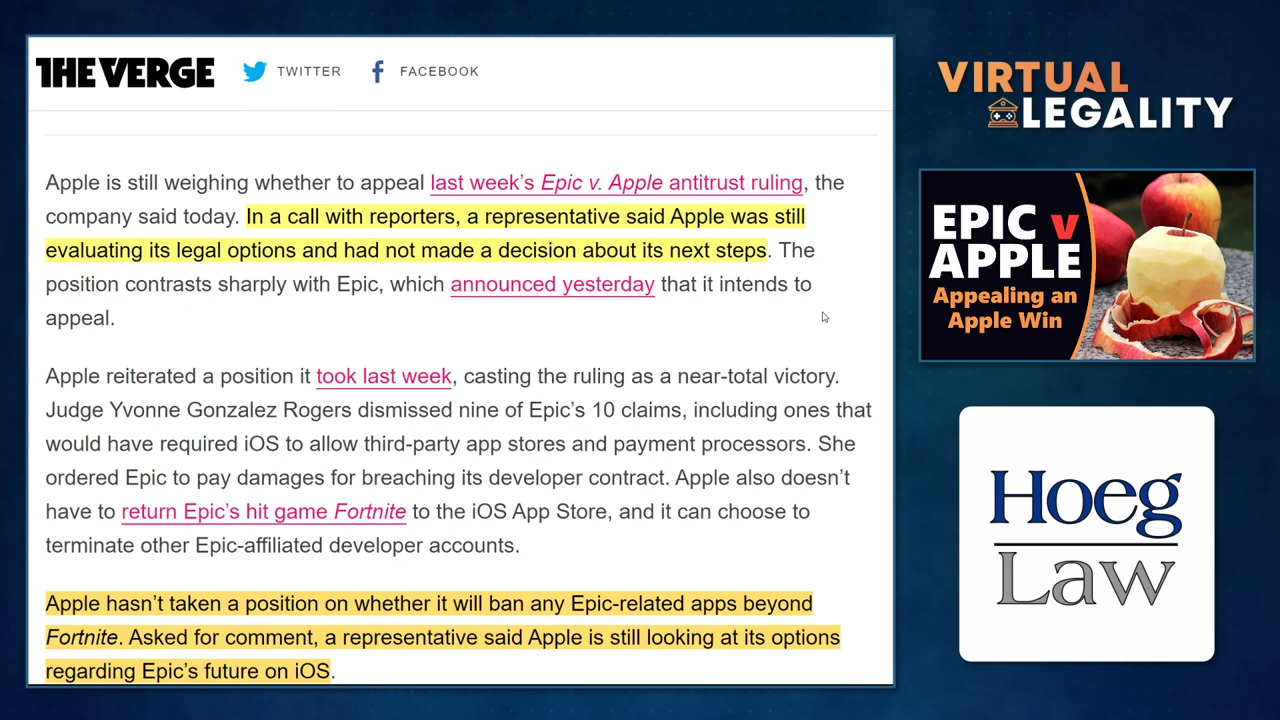 THE VERGE TWITTER FACEBOOK
Apple is still weighing whether to appeal last week's Epic v. Apple antitrust ruling, the
company said today. In a call with reporters, a representative said Apple was still
evaluating its legal options and had not made a decision about its next steps. The
position contrasts sharply with Epic, which announced yesterday that it intends to
appeal.
Apple reiterated a position it took last week, casting the ruling as a near-total victory.
Judge Yvonne Gonzalez Rogers dismissed nine of Epic's 10 claims, including ones that
would have required iOS to allow third-party app stores and payment processors. She
ordered Epic to pay damages for breaching its developer contract. Apple also doesn't
have to return Epic's hit game Fortnite to the iOS App Store, and it can choose to
terminate other Epic-affiliated developer accounts.
Apple hasn't taken a position on whether it will ban any Epic-related apps beyond
Fortnite. Asked for comment, a representative said Apple is still looking at its options
regarding Epic's future on iOS.
VIRTUAL
LEGALITY
EPIC v
APPLE
Appealing an
Apple Win
Hoeg
Law